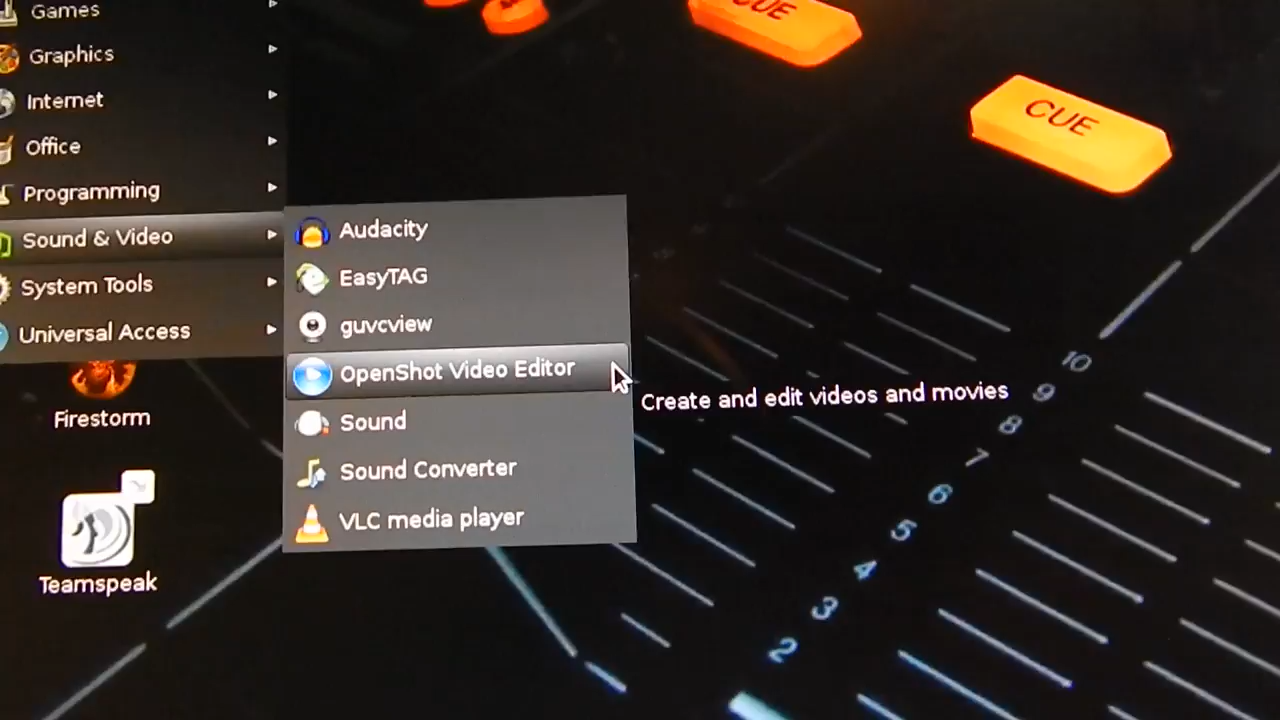 Games
Graphics
Internet
Office
Programming
Sound & Video
System Tools
Universal Access
Audacity
EasyTAG
guvcview
OpenShot Video Editor
Sound
Sound Converter
VLC media player
Create and edit videos and movies
Firestorm
Teamspeak
CUE
CUE
10
9
8
7
6
5
4
3
2